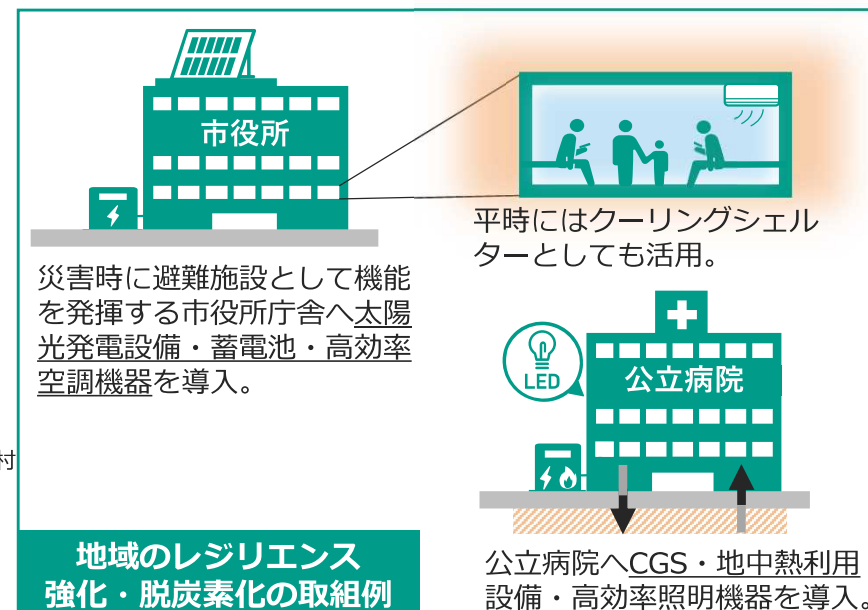 市役所
災害時に避難施設として機能
を発揮する市役所庁舎へ太陽
光発電設備・蓄電池・高効率
空調機器を導入。
平時にはクーリングシェル
ターとしても活用。
LED
公立病院
公立病院へCGS・地中熱利用
設備・高効率照明機器を導入。
村
地域のレジリエンス
強化・脱炭素化の取組例